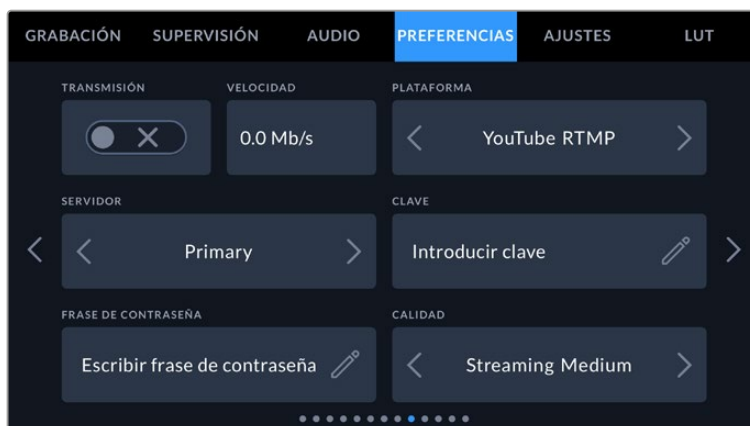 GRABACIÓN SUPERVISIÓN AUDIO PREFERENCIAS AJUSTES LUT
TRANSMISIÓN VELOCIDAD PLATAFORMA
0.0 Mb/s YouTube RTMP
SERVIDOR CLAVE
Primary Introducir clave
FRASE DE CONTRASEÑA CALIDAD
Escribir frase de contraseña Streaming Medium